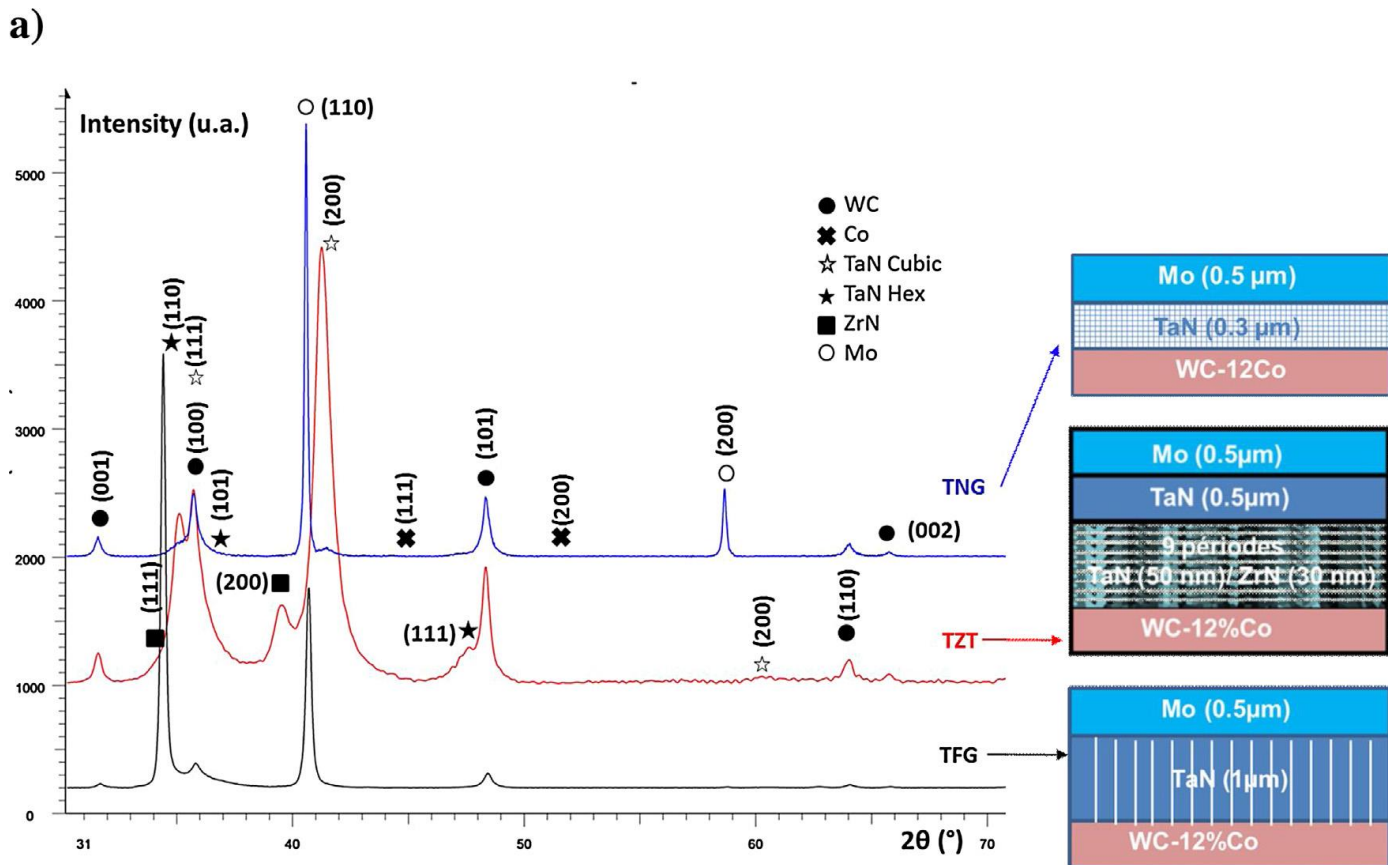 a)
Intensity (u.a.)
5000
4000
3000
2000
1000
0
31
40
50
60
70
2θ (°)
(001)
(111)
(110)
(111)
(100)
(101)
(200)
(110)
(200)
(111)
(101)
(111)
(200)
(200)
(200)
(110)
(002)
WC
Co
TaN Cubic
TaN Hex
ZrN
Mo
TNG
TZT
TFG
Mo (0.5 µm)
TaN (0.3 µm)
WC-12Co
Mo (0.5µm)
TaN (0.5µm)
9 périodes
TaN (50 nm)/ ZrN (30 nm)
WC-12%Co
Mo (0.5µm)
TaN (1µm)
WC-12%Co